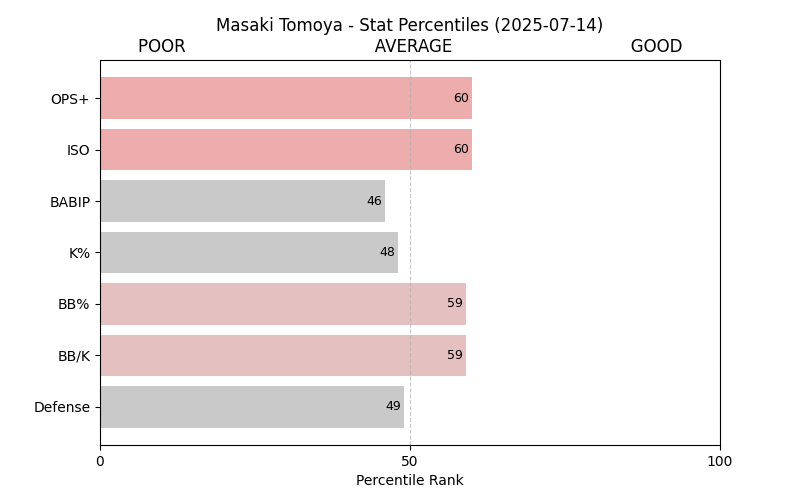 Masaki Tomoya - Stat Percentiles (2025-07-14)
POOR AVERAGE GOOD
OPS+ 60
ISO 60
BABIP 46
K% 48
BB% 59
BB/K 59
Defense 49
0 50 100
Percentile Rank